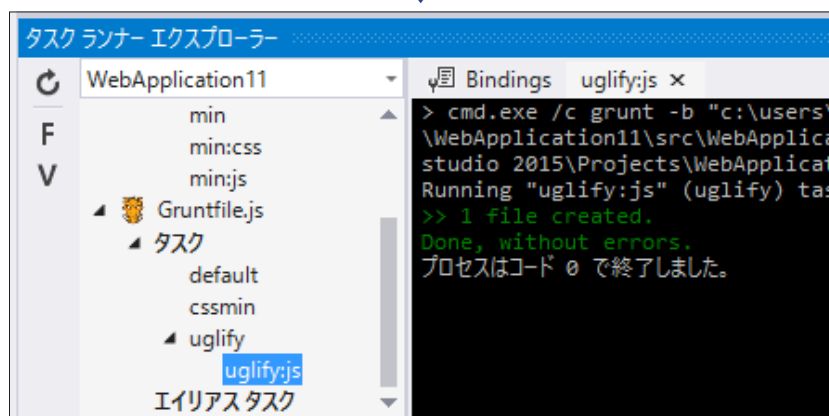 タスク ランナー エクスプローラー
WebApplication11
F
V
min
min:css
min:js
Gruntfile.js
タスク
default
cssmin
uglify
uglify:js
エイリアス タスク
Bindings uglify:js ×
> cmd.exe /c grunt -b "c:\users\
\WebApplication11\src\WebApplica
studio 2015\Projects\WebApplicat
Running "uglify:js" (uglify) tas
>> 1 file created.
Done, without errors.
プロセスはコード 0 で終了しました。